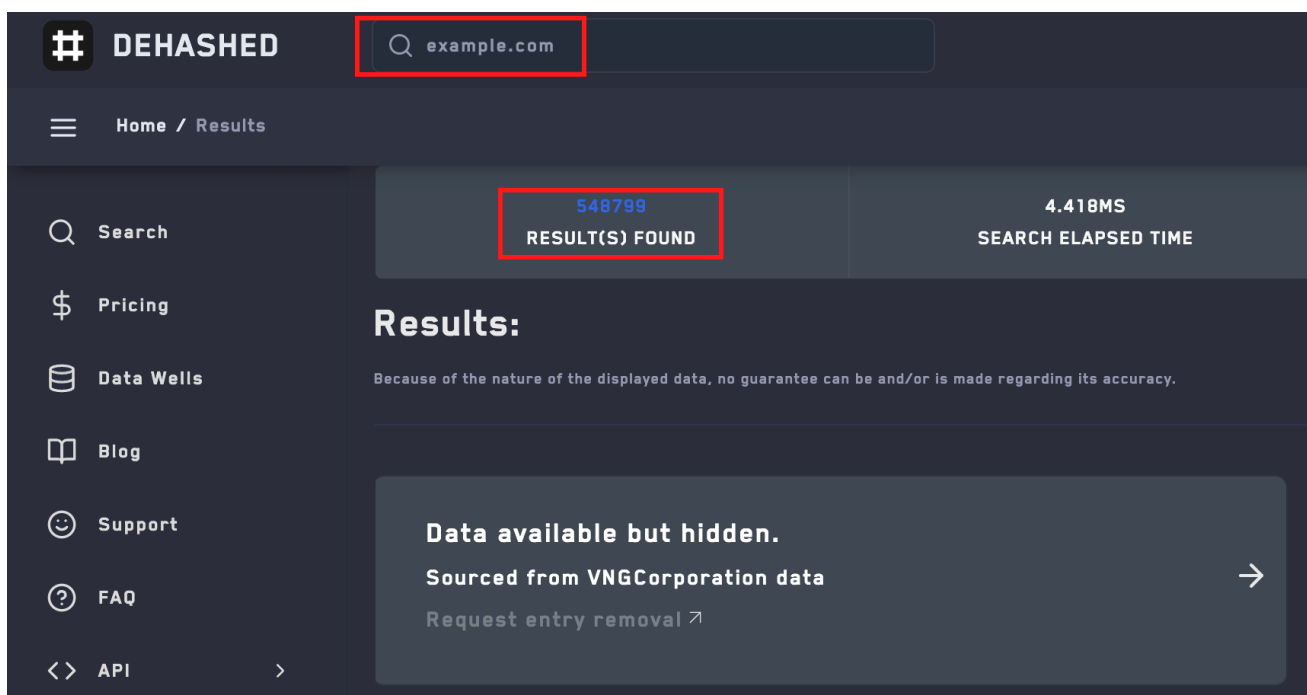 DEHASHED
example.com
Home / Results
Search
Pricing
Data Wells
Blog
Support
FAQ
API
548799
RESULT(S) FOUND
4.418MS
SEARCH ELAPSED TIME
Results:
Because of the nature of the displayed data, no guarantee can be and/or is made regarding its accuracy.
Data available but hidden.
Sourced from VNGCorporation data
Request entry removal